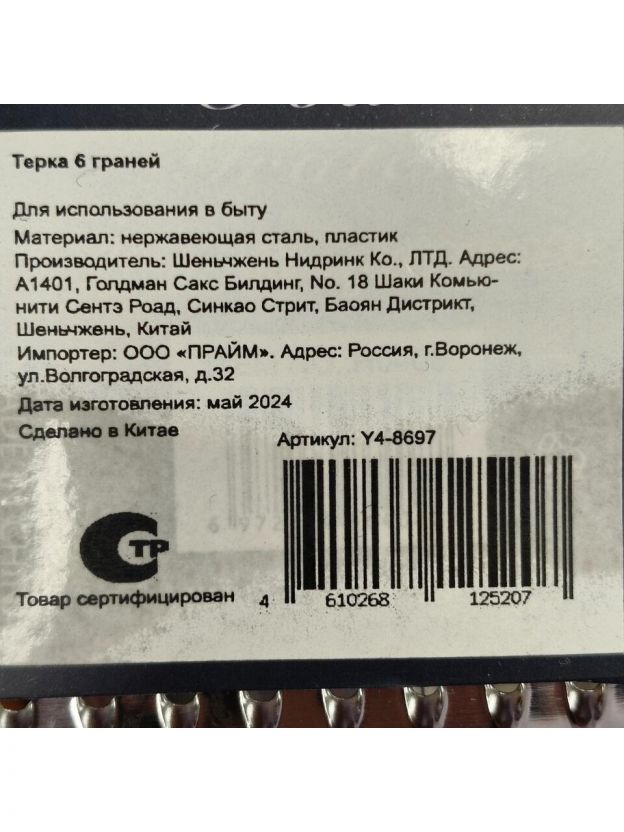 Терка 6 граней
Для использования в быту
Материал: нержавеющая сталь, пластик
Производитель: Шеньчжень Нидринк Ко., ЛТД. Адрес:
А1401, Голдман Сакс Билдинг, No. 18 Шаки Комью-
нити Сентэ Роад, Синкао Стрит, Баоян Дистрикт,
Шеньчжень, Китай
Импортер: ООО «ПРАЙМ». Адрес: Россия, г.Воронеж,
ул.Волгоградская, д.32
Дата изготовления: май 2024
Сделано в Китае
Артикул: Y4-8697
СТР
Товар сертифицирован
4 610268 125207